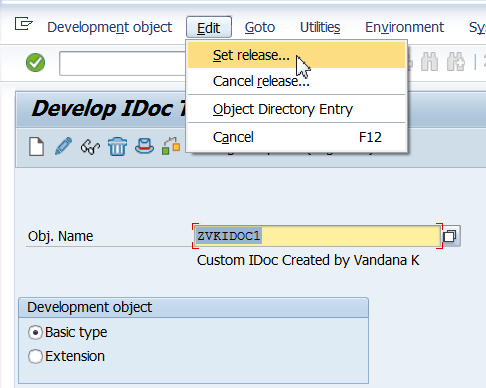 Development object Edit Goto Utilities Environment
Set release...
Cancel release...
Object Directory Entry
Cancel F12
Develop IDoc
Obj. Name ZVKIDOC1
Custom IDoc Created by Vandana K
Development object
Basic type
Extension